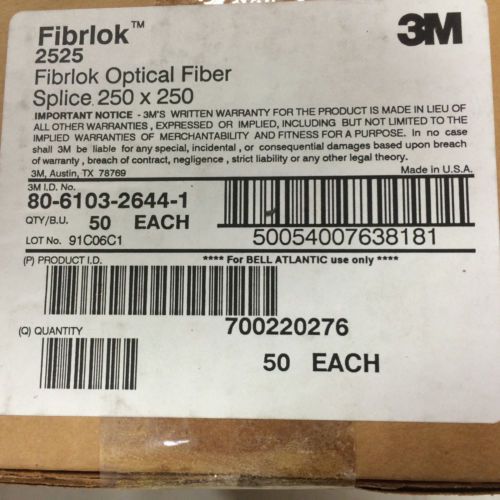 Fibrlok™
3M
2525
Fibrlok Optical Fiber
Splice 250 x 250
IMPORTANT NOTICE - 3M'S WRITTEN WARRANTY FOR THE PRODUCT IS MADE IN LIEU OF
ALL OTHER WARRANTIES , EXPRESSED OR IMPLIED, INCLUDING BUT NOT LIMITED TO THE
IMPLIED WARRANTIES OF MERCHANTABILITY AND FITNESS FOR A PURPOSE. In no case
shall 3M be liable for any special, incidental , or consequential damages based upon breach
of warranty , breach of contract, negligence , strict liability or any other legal theory.
3M, Austin, TX 78769
Made in U.S.A.
3M I.D. No.
80-6103-2644-1
QTY/B.U. 50 EACH
LOT No. 91C06C1
50054007638181
(P) PRODUCT I.D.
**** For BELL ATLANTIC use only ****
700220276
(Q) QUANTITY
50 EACH